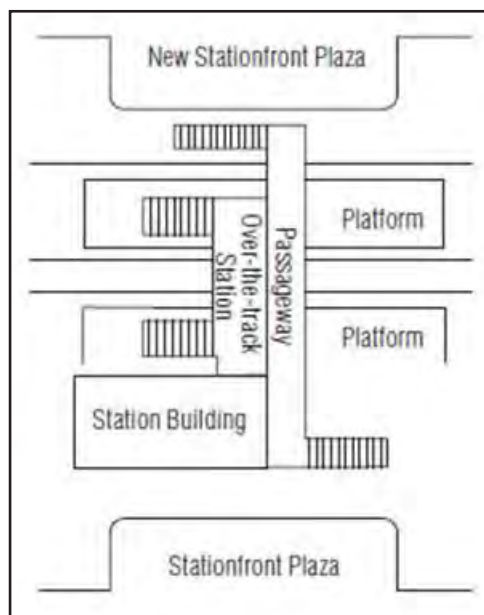 New Stationfront Plaza
Platform
Over-the-track
Station
Passageway
Platform
Station Building
Stationfront Plaza